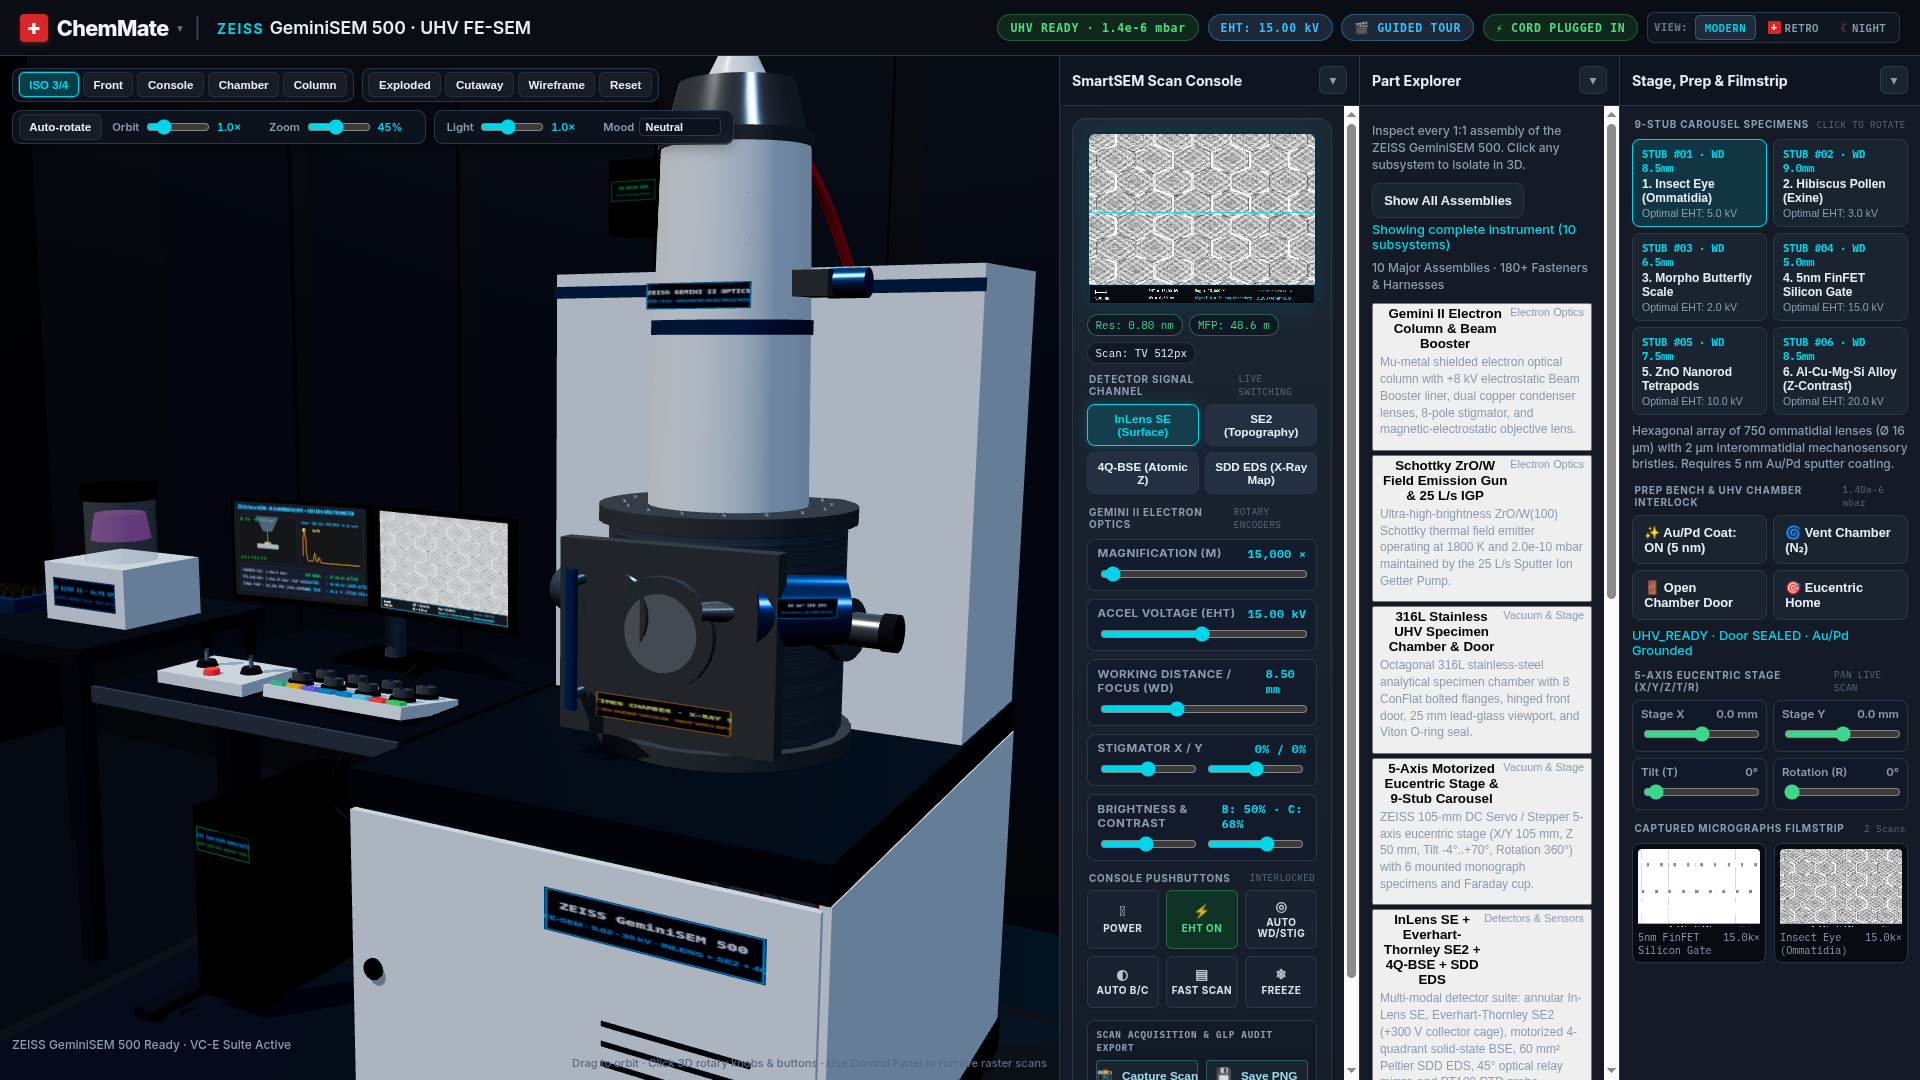 ChemMate
ZEISS GeminiSEM 500 · UHV FE-SEM
UHV READY · 1.4e-6 mbar
EHT: 15.00 kV
GUIDED TOUR
CORD PLUGGED IN
VIEW: MODERN RETRO NIGHT
ISO 3/4 Front Console Chamber Column Exploded Cutaway Wireframe Reset
Auto-rotate Orbit 1.0× Zoom 45% Light 1.0× Mood Neutral
ZEISS GEMINI II OPTICS
ZEISS GeminiSEM 500
ZEISS GeminiSEM 500 Ready · VC-E Suite Active
Drag to orbit · Click 3D rotary knobs & buttons · Use Control Panel to run live raster scans
SmartSEM Scan Console
Res: 0.80 nm
MFP: 48.6 m
Scan: TV 512px
DETECTOR SIGNAL CHANNEL
LIVE SWITCHING
InLens SE (Surface)
SE2 (Topography)
4Q-BSE (Atomic Z)
SDD EDS (X-Ray Map)
GEMINI II ELECTRON OPTICS
ROTARY ENCODERS
MAGNIFICATION (M) 15,000 ×
ACCEL VOLTAGE (EHT) 15.00 kV
WORKING DISTANCE / FOCUS (WD) 8.50 mm
STIGMATOR X / Y 0% / 0%
BRIGHTNESS & CONTRAST B: 50% · C: 68%
CONSOLE PUSHBUTTONS INTERLOCKED
POWER
EHT ON
AUTO WD/STIG
AUTO B/C
FAST SCAN
FREEZE
SCAN ACQUISITION & GLP AUDIT EXPORT
Capture Scan
Save PNG
Part Explorer
Inspect every 1:1 assembly of the
ZEISS GeminiSEM 500. Click any
subsystem to isolate in 3D.
Show All Assemblies
Showing complete instrument (10
subsystems)
10 Major Assemblies · 180+ Fasteners
& Harnesses
Gemini II Electron Column & Beam Booster
Electron Optics
Mu-metal shielded electron optical
column with +8 kV electrostatic Beam
Booster liner, dual copper condenser
lenses, 8-pole stigmator, and
magnetic-electrostatic objective lens.
Schottky ZrO/W Field Emission Gun & 25 L/s IGP
Electron Optics
Ultra-high-brightness ZrO/W(100)
Schottky thermal field emitter
operating at 1800 K and 2.0e-10 mbar
maintained by the 25 L/s Sputter Ion
Getter Pump.
316L Stainless UHV Specimen Chamber & Door
Vacuum & Stage
Octagonal 316L stainless-steel
analytical specimen chamber with 8
ConFlat bolted flanges, hinged front
door, 25 mm lead-glass viewport, and
Viton O-ring seal.
5-Axis Motorized Eucentric Stage & 9-Stub Carousel
Vacuum & Stage
ZEISS 105-mm DC Servo / Stepper 5-
axis eucentric stage (X/Y 105 mm, Z
50 mm, Tilt -4°..+70°, Rotation 360°)
with 6 mounted monograph
specimens and Faraday cup.
InLens SE + Everhart-Thornley SE2 + 4Q-BSE + SDD EDS
Detectors & Sensors
Multi-modal detector suite: annular In-
Lens SE, Everhart-Thornley SE2
(+300 V collector cage), motorized 4-
quadrant solid-state BSE, 60 mm²
Peltier SDD EDS, 45° optical relay
Stage, Prep & Filmstrip
9-STUB CAROUSEL SPECIMENS CLICK TO ROTATE
STUB #01 · WD 8.5mm
1. Insect Eye (Ommatidia)
Optimal EHT: 5.0 kV
STUB #02 · WD 9.0mm
2. Hibiscus Pollen (Exine)
Optimal EHT: 3.0 kV
STUB #03 · WD 6.5mm
3. Morpho Butterfly Scale
Optimal EHT: 2.0 kV
STUB #04 · WD 5.0mm
4. 5nm FinFET Silicon Gate
Optimal EHT: 15.0 kV
STUB #05 · WD 7.5mm
5. ZnO Nanorod Tetrapods
Optimal EHT: 10.0 kV
STUB #06 · WD 8.5mm
6. Al-Cu-Mg-Si Alloy (Z-Contrast)
Optimal EHT: 20.0 kV
Hexagonal array of 750 ommatidial lenses (Ø 16
µm) with 2 µm interommatidial mechanosensory
bristles. Requires 5 nm Au/Pd sputter coating.
PREP BENCH & UHV CHAMBER INTERLOCK
1.40e-6 mbar
Au/Pd Coat: ON (5 nm)
Vent Chamber (N₂)
Open Chamber Door
Eucentric Home
UHV_READY · Door SEALED · Au/Pd
Grounded
5-AXIS EUCENTRIC STAGE (X/Y/Z/T/R)
PAN LIVE SCAN
Stage X 0.0 mm
Stage Y 0.0 mm
Tilt (T) 0°
Rotation (R) 0°
CAPTURED MICROGRAPHS FILMSTRIP 2 Scans
5nm FinFET Silicon Gate 15.0k×
Insect Eye (Ommatidia) 15.0k×